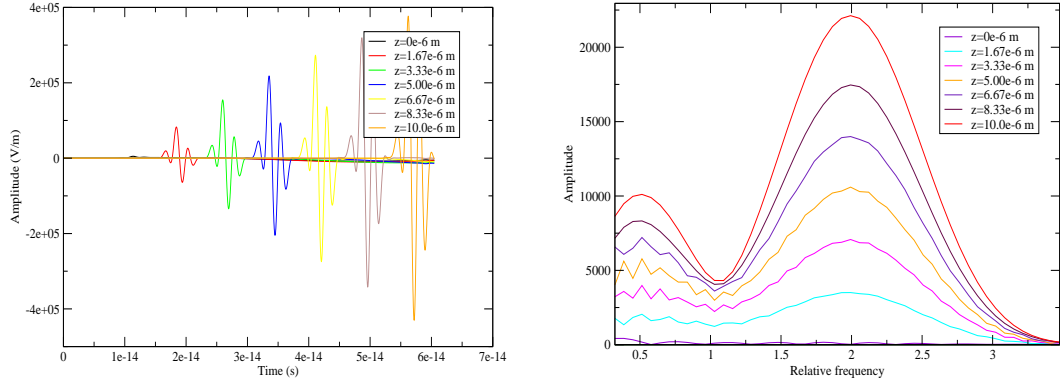 4e+05
2e+05
0
-2e+05
-4e+05
Amplitude (V/m)
0
1e-14
2e-14
3e-14
4e-14
5e-14
6e-14
7e-14
Time (s)
z=0e-6 m
z=1.67e-6 m
z=3.33e-6 m
z=5.00e-6 m
z=6.67e-6 m
z=8.33e-6 m
z=10.0e-6 m
20000
15000
10000
5000
0
Amplitude
0.5
1
1.5
2
2.5
3
Relative frequency
z=0e-6 m
z=1.67e-6 m
z=3.33e-6 m
z=5.00e-6 m
z=6.67e-6 m
z=8.33e-6 m
z=10.0e-6 m